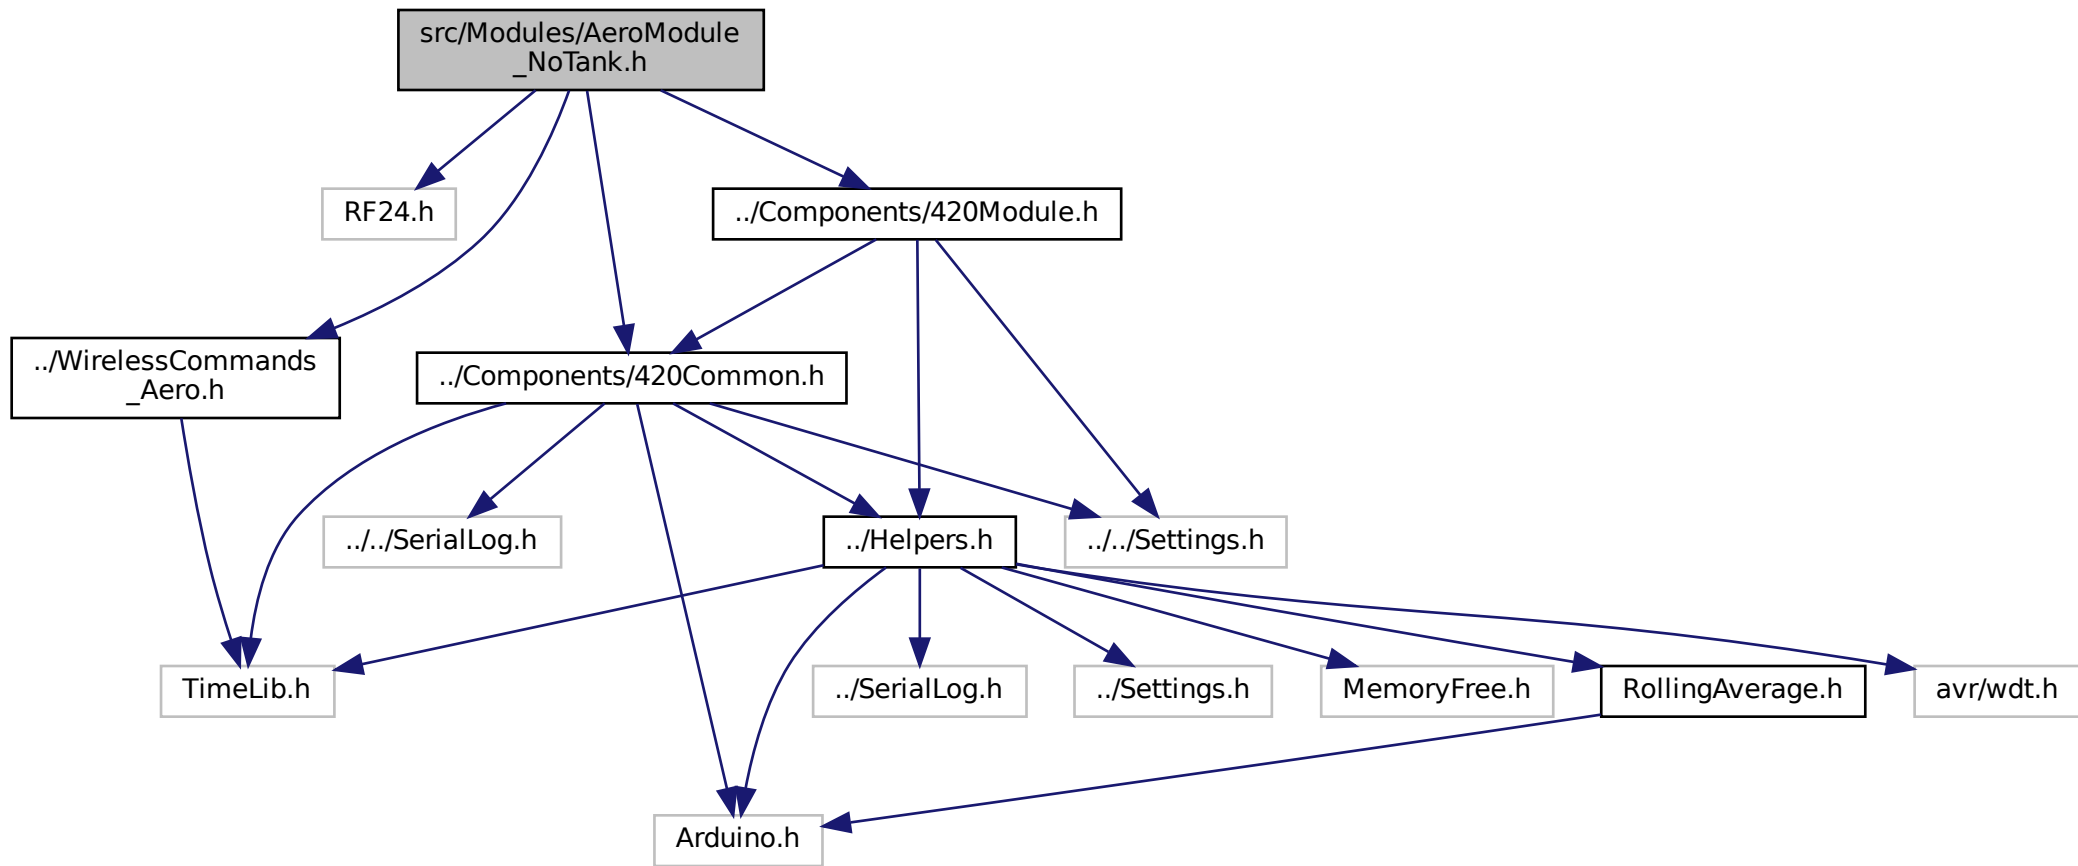 src/Modules/AeroModule
_NoTank.h
RF24.h
../Components/420Module.h
../WirelessCommands
_Aero.h
../Components/420Common.h
../../SerialLog.h
../Helpers.h
../../Settings.h
TimeLib.h
../SerialLog.h
../Settings.h
MemoryFree.h
RollingAverage.h
avr/wdt.h
Arduino.h